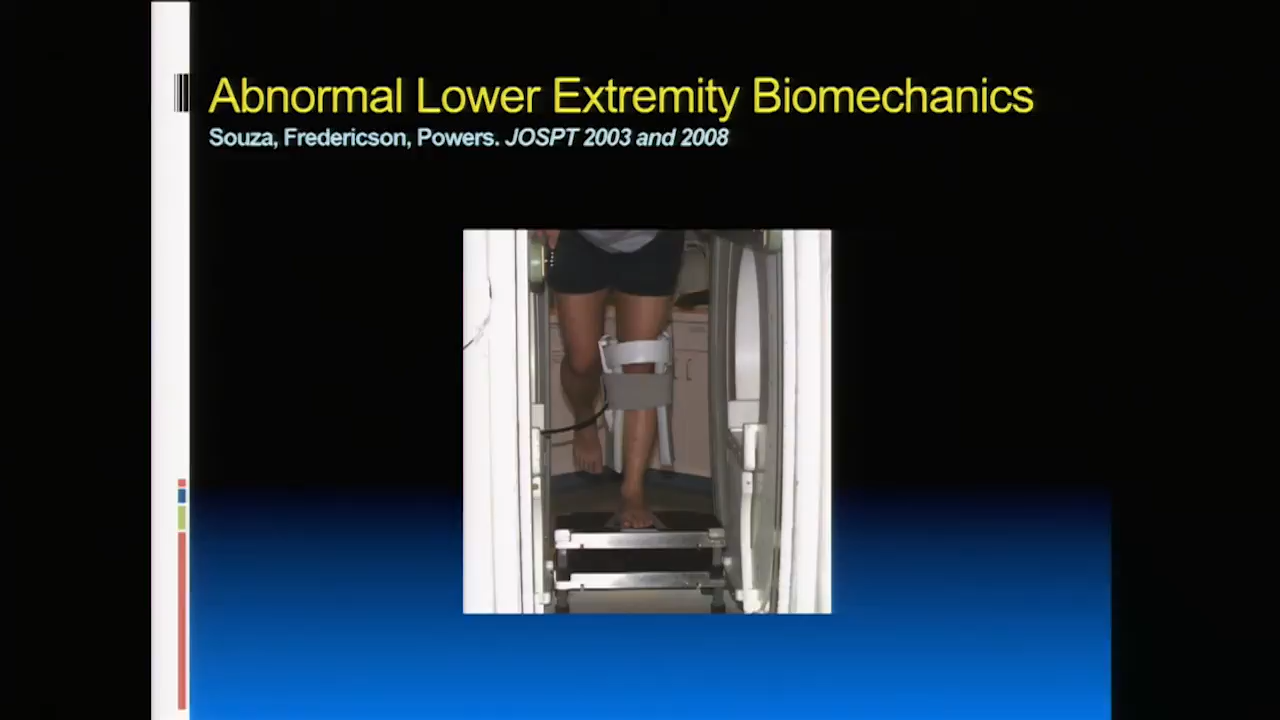 Abnormal Lower Extremity Biomechanics
Souza, Fredericson, Powers. JOSPT 2003 and 2008